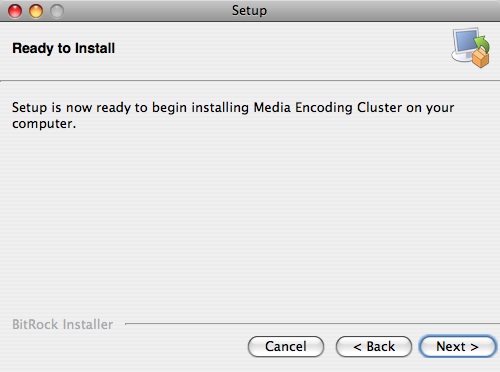 Setup
Ready to Install
Setup is now ready to begin installing Media Encoding Cluster on your
computer.
BitRock Installer
Cancel
< Back
Next >